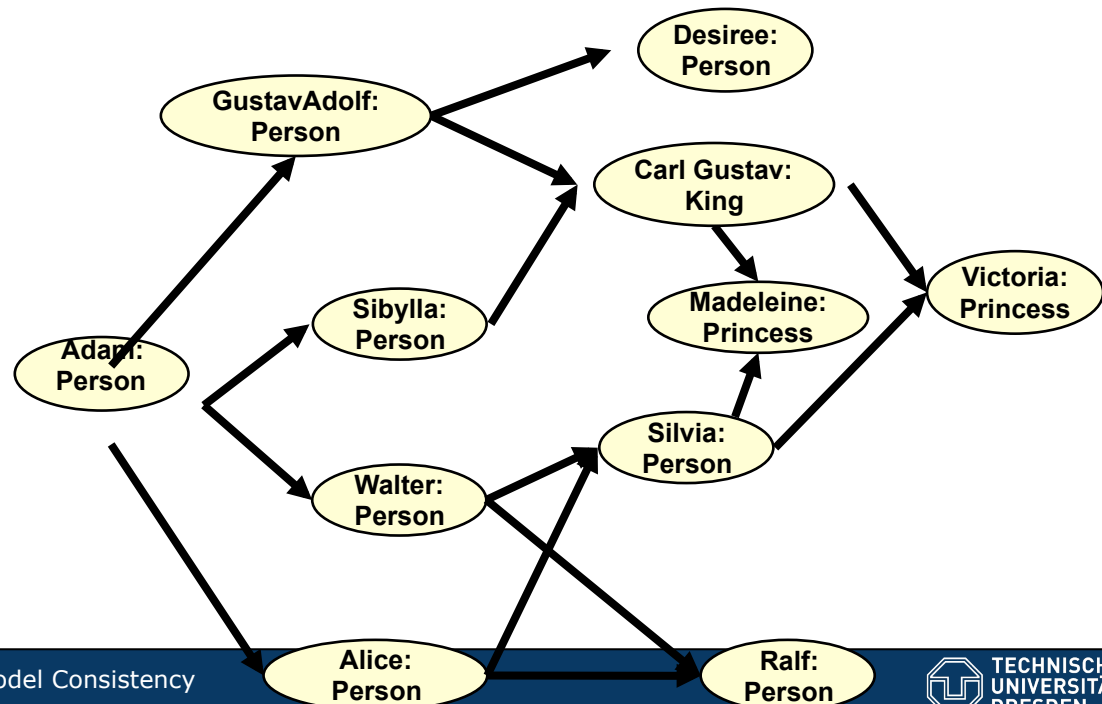 Desiree:
Person
GustavAdolf:
Person
Carl Gustav:
King
Victoria:
Princess
Sibylla:
Person
Madeleine:
Princess
Adam:
Person
Silvia:
Person
Walter:
Person
Alice:
Person
Ralf:
Person
odel Consistency
TECHNISCH
UNIVERSITÄ
DRESDEN